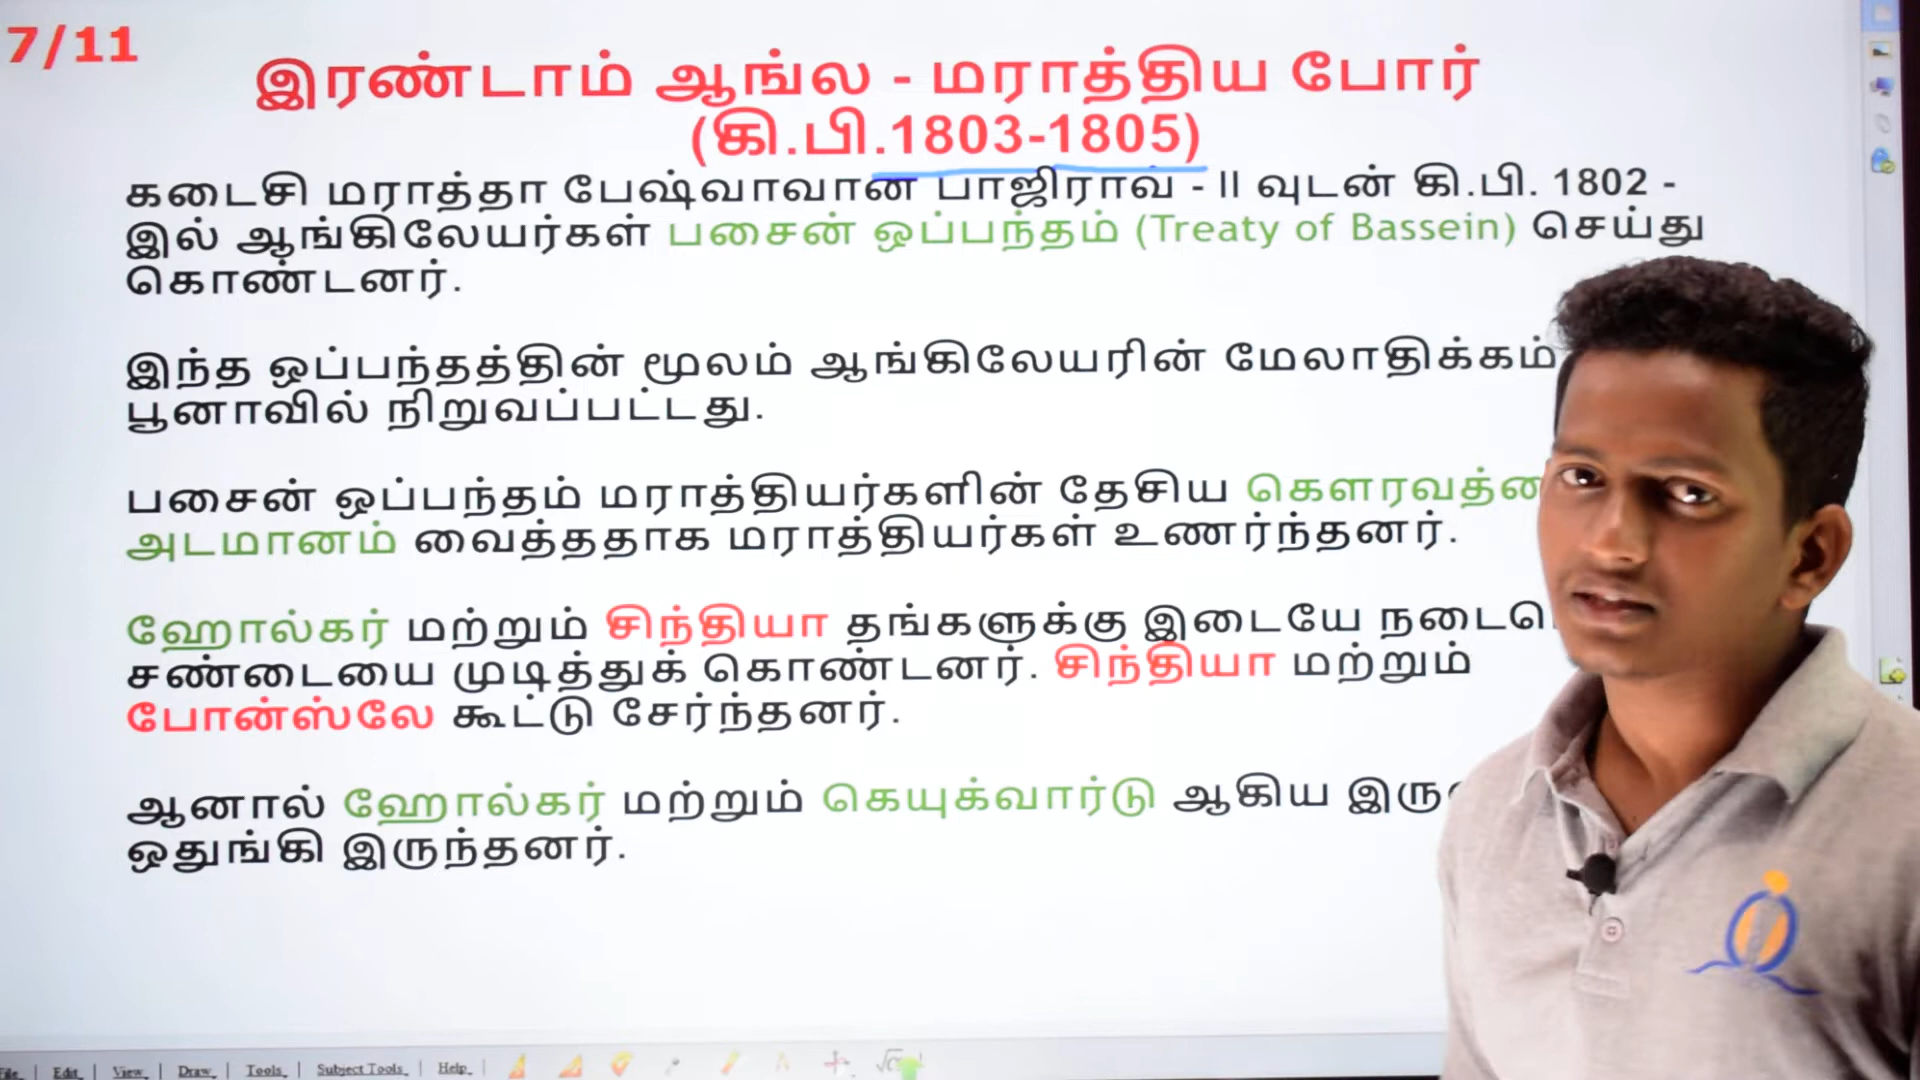 7/11
இரண்டாம் ஆங்ல - மராத்திய போர்
(கி.பி.1803-1805)
கடைசி மராத்தா பேஷ்வாவான பாஜிராவ் - II வுடன் கி.பி. 1802 -
இல் ஆங்கிலேயர்கள் பசைன் ஒப்பந்தம் (Treaty of Bassein) செய்து
கொண்டனர்.
இந்த ஒப்பந்தத்தின் மூலம் ஆங்கிலேயரின் மேலாதிக்கம்
பூனாவில் நிறுவப்பட்டது.
பசைன் ஒப்பந்தம் மராத்தியர்களின் தேசிய
அடமானம் வைத்ததாக மராத்தியர்கள் உணர்ந்தனர்.
ஹோல்கர் மற்றும் சிந்தியா தங்களுக்கு இடையே
சண்டையை முடித்துக் கொண்டனர். சிந்தியா மற்றும்
போன்ஸ்லே கூட்டு சேர்ந்தனர்.
ஆனால் ஹோல்கர் மற்றும் கெயுக்வார்டு ஆகிய
ஒதுங்கி இருந்தனர்.
File Edit View Draw Tools Subject Tools Help